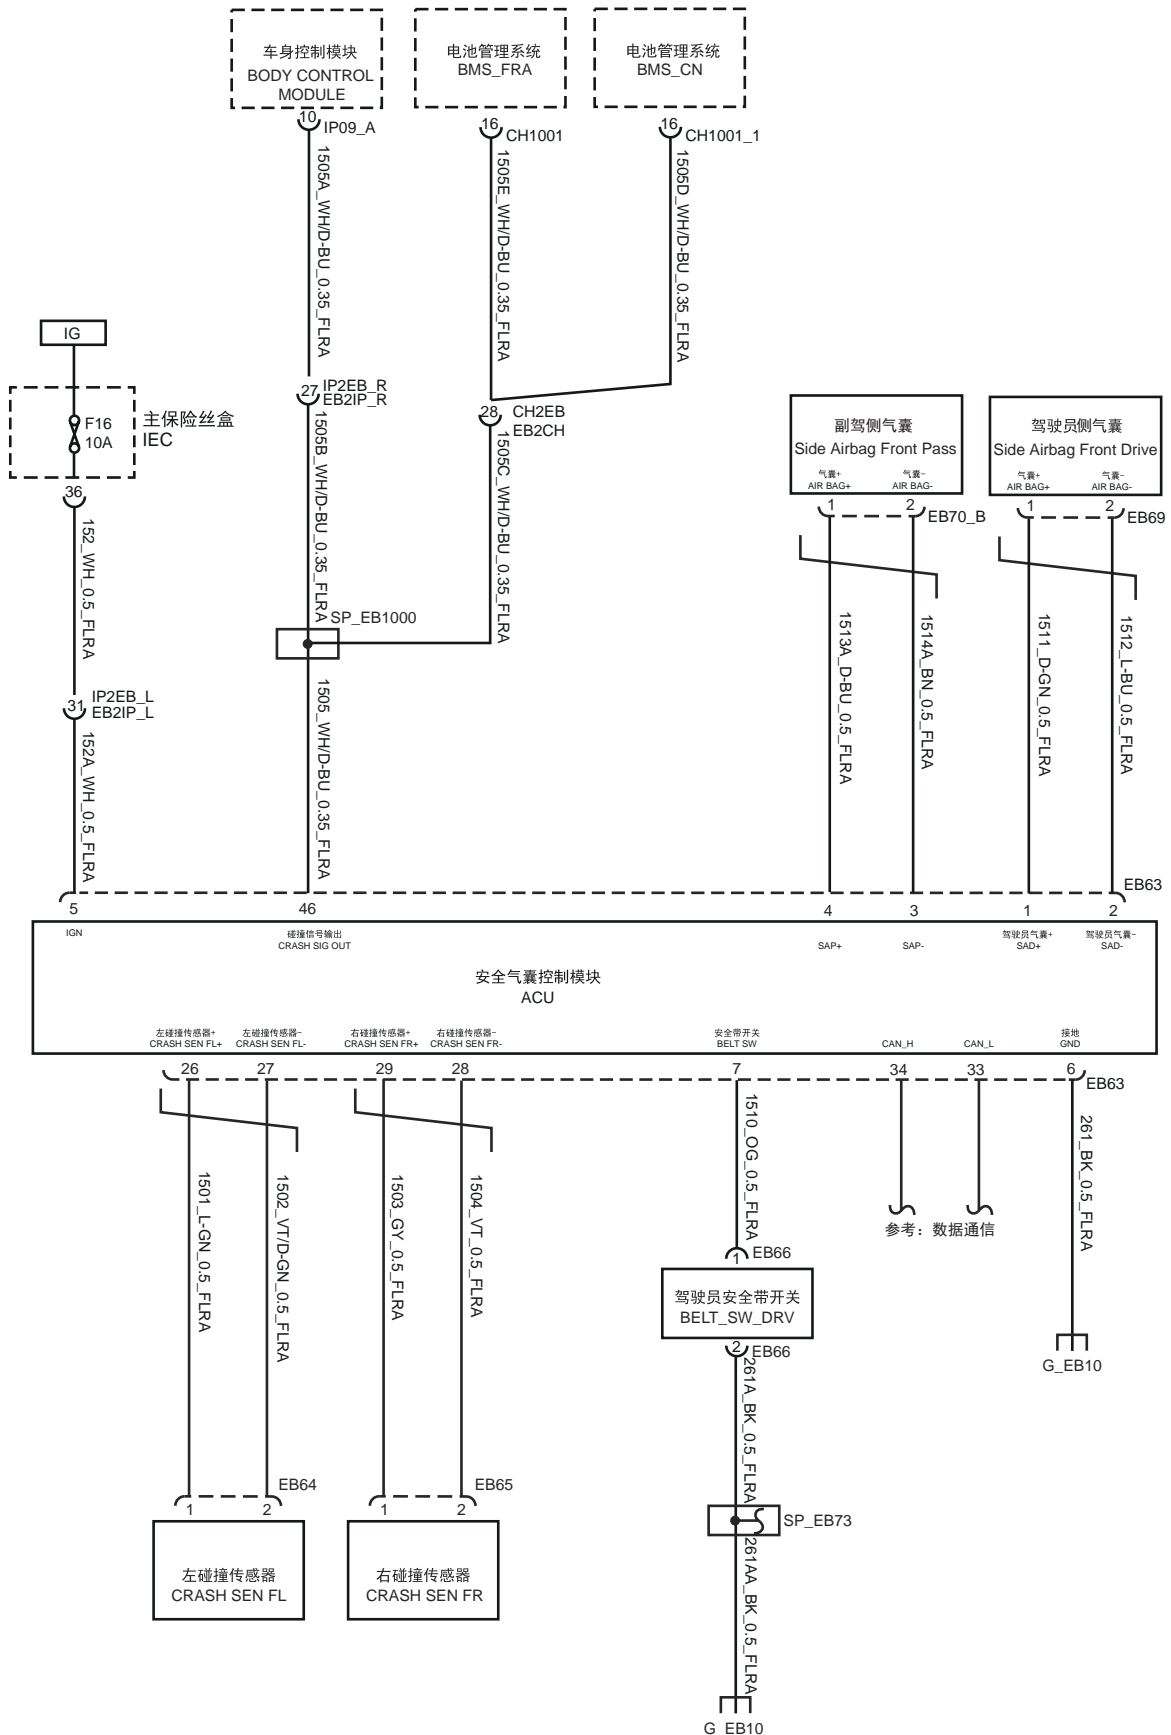 车身控制模块
BODY CONTROL
MODULE
电池管理系统
BMS_FRA
电池管理系统
BMS_CN
10
IP09_A
16
CH1001
16
CH1001_1
1505A_WH/D-BU_0.35_FLRA
1505E_WH/D-BU_0.35_FLRA
1505D_WH/D-BU_0.35_FLRA
IG
F16
10A
主保险丝盒
IEC
36
27
IP2EB_R
EB2IP_R
28
CH2EB
EB2CH
副驾侧气囊
Side Airbag Front Pass
气囊+
AIR BAG+
气囊-
AIR BAG-
驾驶员侧气囊
Side Airbag Front Drive
气囊+
AIR BAG+
气囊-
AIR BAG-
1
2
EB70_B
1
2
EB69
152_WH_0.5_FLRA
1505B_WH/D-BU_0.35_FLRA
1505C_WH/D-BU_0.35_FLRA
SP_EB1000
31
IP2EB_L
EB2IP_L
152A_WH_0.5_FLRA
1505_WH/D-BU_0.35_FLRA
1513A_D-BU_0.5_FLRA
1514A_BN_0.5_FLRA
1511_D-GN_0.5_FLRA
1512_L-BU_0.5_FLRA
EB63
5
46
4
3
1
2
IGN
碰撞信号输出
CRASH SIG OUT
SAP+
SAP-
驾驶员气囊+
SAD+
驾驶员气囊-
SAD-
安全气囊控制模块
ACU
左碰撞传感器+
CRASH SEN FL+
左碰撞传感器-
CRASH SEN FL-
右碰撞传感器+
CRASH SEN FR+
右碰撞传感器-
CRASH SEN FR-
安全带开关
BELT SW
CAN_H
CAN_L
接地
GND
26
27
29
28
7
34
33
6
EB63
1501_L-GN_0.5_FLRA
1502_VT/D-GN_0.5_FLRA
1503_GY_0.5_FLRA
1504_VT_0.5_FLRA
1510_OG_0.5_FLRA
261_BK_0.5_FLRA
参考：数据通信
1
EB66
驾驶员安全带开关
BELT_SW_DRV
2
EB66
G_EB10
261A_BK_0.5_FLRA
EB64
1
2
EB65
1
2
SP_EB73
左碰撞传感器
CRASH SEN FL
右碰撞传感器
CRASH SEN FR
261AA_BK_0.5_FLRA
G_EB10